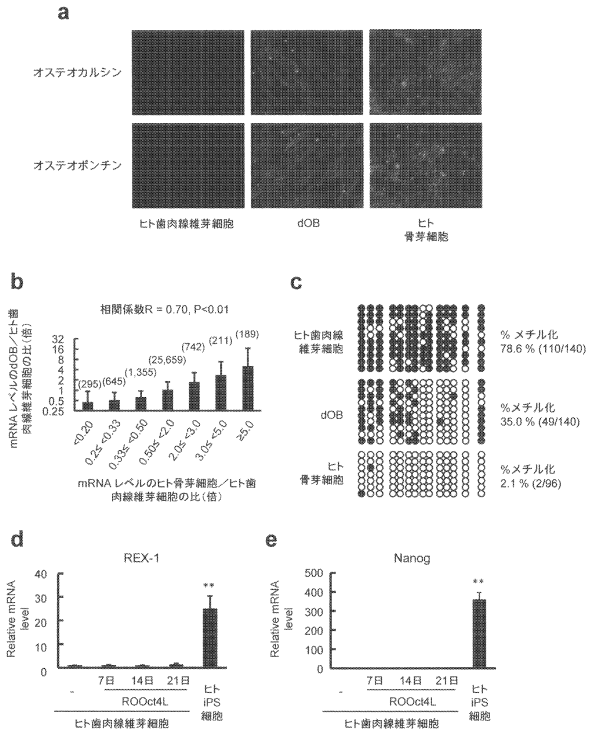 a
オステオカルシン
オステオポンチン
ヒト歯肉線維芽細胞
dOB
ヒト
骨芽細胞
b
相関係数R = 0.70, P<0.01
mRNA レベルのdOB／ヒト歯
肉線維芽細胞の比（倍）
32
16
8
4
2
1
0.5
0.25
(295)
(645)
(1,355)
(25,659)
(742)
(211)
(189)
<0.20
0.2≤ <0.33
0.33≤ <0.50
0.50≤ <2.0
2.0≤ <3.0
3.0≤ <5.0
≥5.0
mRNA レベルのヒト骨芽細胞／ヒト歯
肉線維芽細胞の比（倍）
c
ヒト歯肉線
維芽細胞
% メチル化
78.6 % (110/140)
dOB
%メチル化
35.0 % (49/140)
ヒト
骨芽細胞
%メチル化
2.1 % (2/96)
d
REX-1
Relative mRNA
level
40
30
20
10
0
**
-
7日
14日
21日
ROOct4L
ヒト歯肉線維芽細胞
ヒト
iPS
細胞
e
Nanog
Relative mRNA
level
500
400
300
200
100
0
**
-
7日
14日
21日
ROOct4L
ヒト歯肉線維芽細胞
ヒト
iPS
細胞